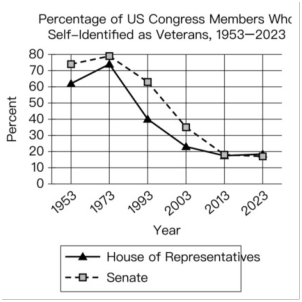 Percentage of US Congress Members Who
Self-Identified as Veterans, 1953–2023
Percent
80
70
60
50
40
30
20
10
0
1953
1973
1993
2003
2013
2023
Year
House of Representatives
Senate